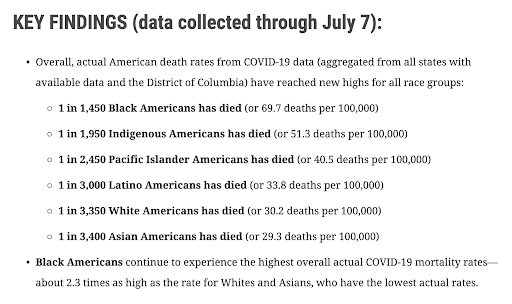 KEY FINDINGS (data collected through July 7):
• Overall, actual American death rates from COVID-19 data (aggregated from all states with
available data and the District of Columbia) have reached new highs for all race groups:
○ 1 in 1,450 Black Americans has died (or 69.7 deaths per 100,000)
○ 1 in 1,950 Indigenous Americans has died (or 51.3 deaths per 100,000)
○ 1 in 2,450 Pacific Islander Americans has died (or 40.5 deaths per 100,000)
○ 1 in 3,000 Latino Americans has died (or 33.8 deaths per 100,000)
○ 1 in 3,350 White Americans has died (or 30.2 deaths per 100,000)
○ 1 in 3,400 Asian Americans has died (or 29.3 deaths per 100,000)
• Black Americans continue to experience the highest overall actual COVID-19 mortality rates—
about 2.3 times as high as the rate for Whites and Asians, who have the lowest actual rates.